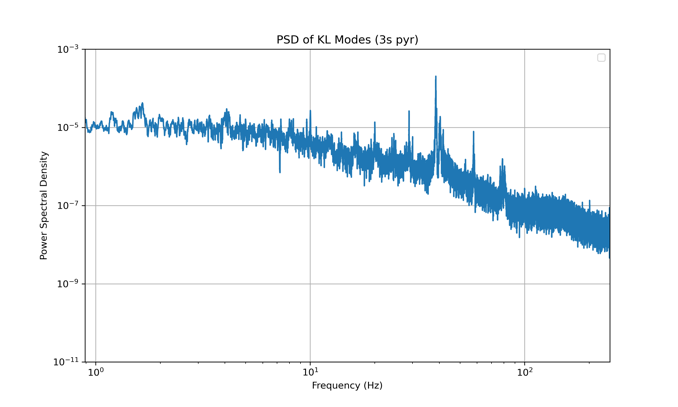 PSD of KL Modes (3s pyr)
10⁻³
10⁻⁵
10⁻⁷
10⁻⁹
10⁻¹¹
Power Spectral Density
10⁰
10¹
10²
Frequency (Hz)